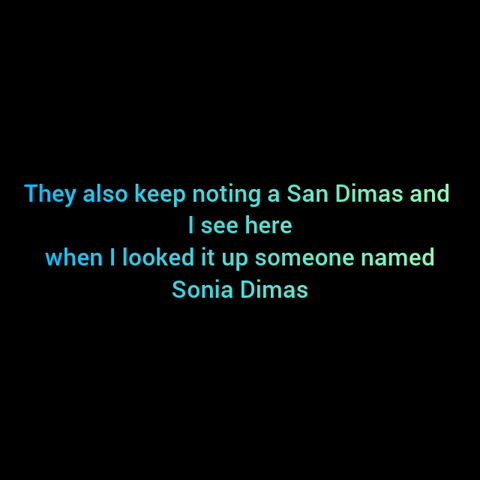 They also keep noting a San Dimas and
I see here
when I looked it up someone named
Sonia Dimas